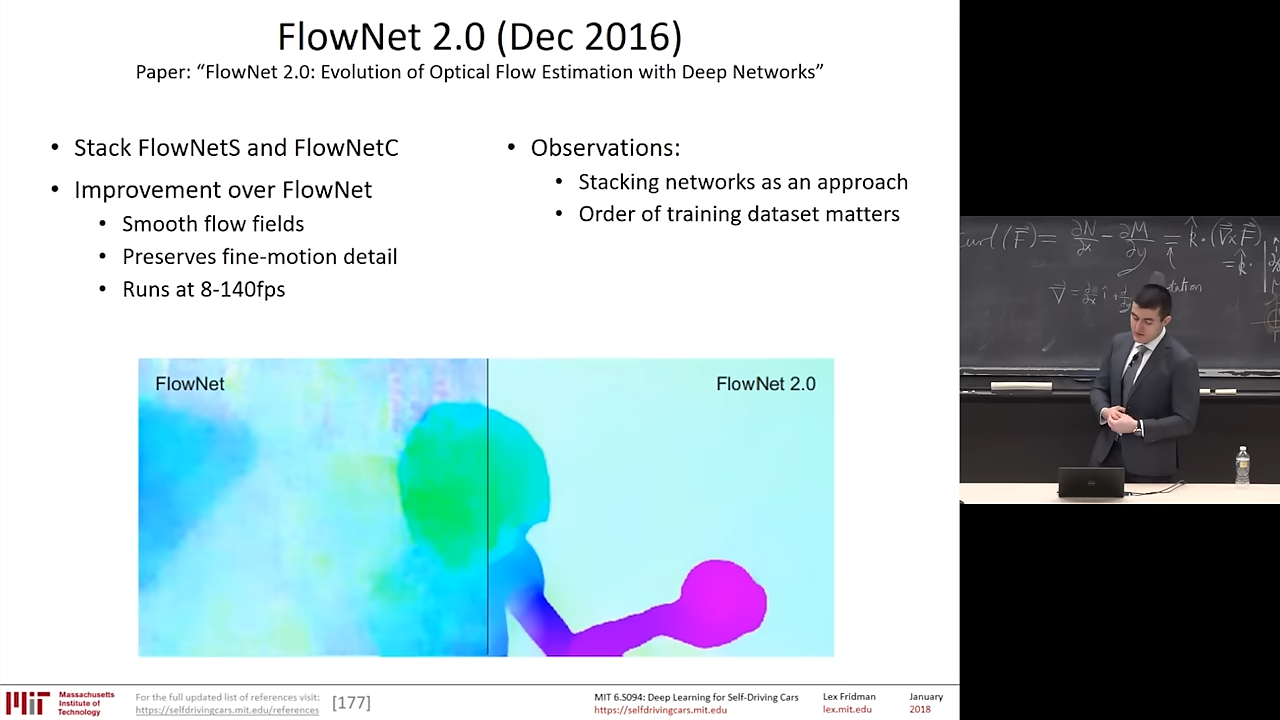 FlowNet 2.0 (Dec 2016)
Paper: “FlowNet 2.0: Evolution of Optical Flow Estimation with Deep Networks”
• Stack FlowNetS and FlowNetC
• Improvement over FlowNet
• Smooth flow fields
• Preserves fine-motion detail
• Runs at 8-140fps
• Observations:
• Stacking networks as an approach
• Order of training dataset matters
FlowNet
FlowNet 2.0
Massachusetts
Institute of
Technology
For the full updated list of references visit:
https://selfdrivingcars.mit.edu/references
[177]
MIT 6.S094: Deep Learning for Self-Driving Cars
https://selfdrivingcars.mit.edu
Lex Fridman
lex.mit.edu
January
2018